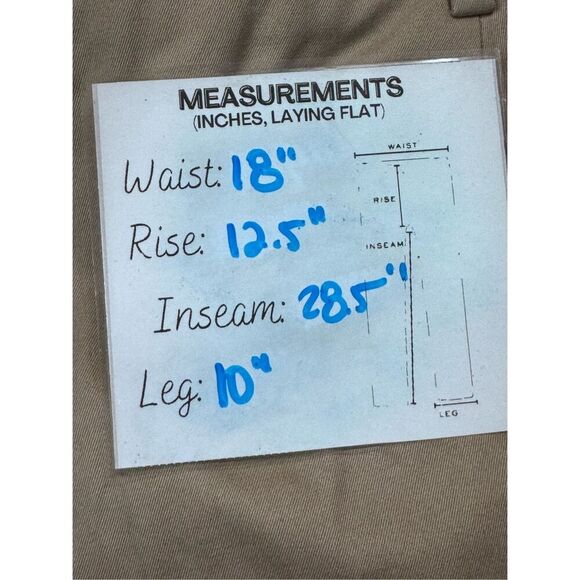 MEASUREMENTS
(INCHES, LAYING FLAT)
Waist: 18"
Rise: 12.5"
Inseam: 28.5"
Leg: 10"
WAIST
RISE
INSEAM
LEG